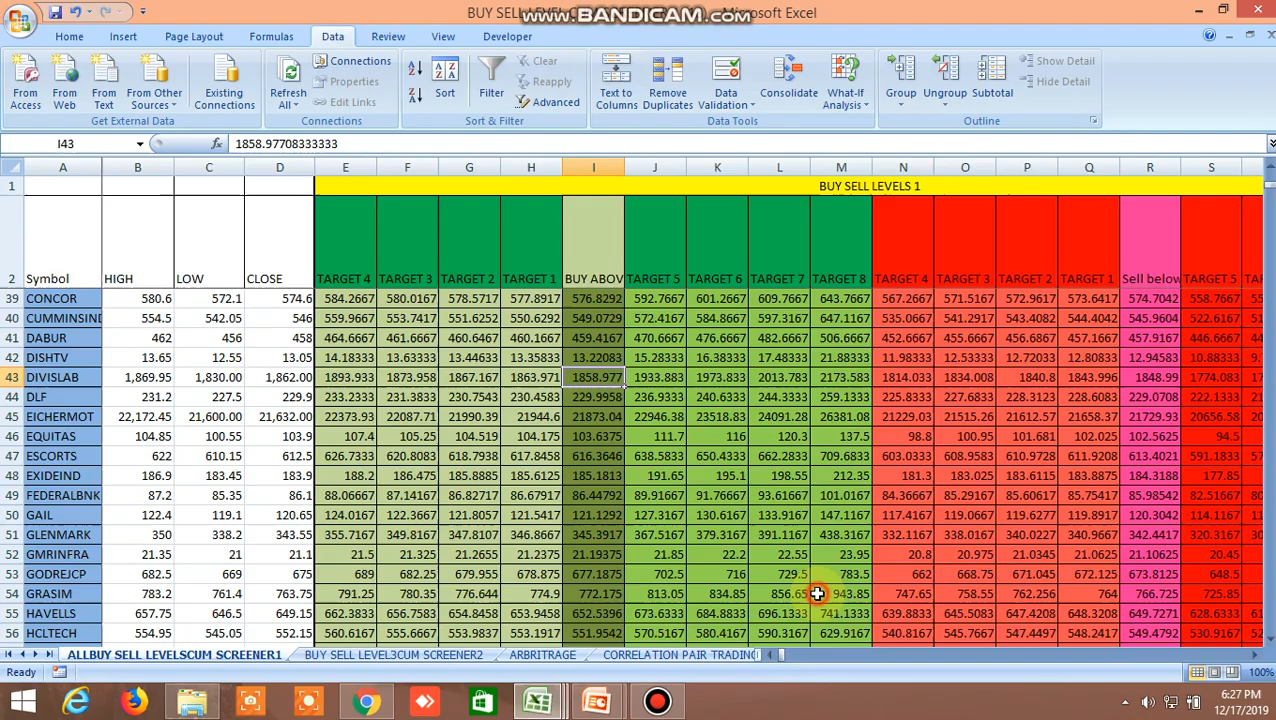 BUY SELL LEVEL Microsoft Excel
www.BANDICAM.com
Home Insert Page Layout Formulas Data Review View Developer
From Access From Web From Text From Other Sources Existing Connections Refresh All Connections Properties Edit Links Sort Filter Clear Reapply Advanced Text to Columns Remove Duplicates Data Validation Consolidate What-If Analysis Group Ungroup Subtotal Show Detail Hide Detail
Get External Data Connections Sort & Filter Data Tools Outline
I43 fx 1858.97708333333
A B C D E F G H I J K L M N O P Q R S
1 BUY SELL LEVELS 1
2 Symbol HIGH LOW CLOSE TARGET 4 TARGET 3 TARGET 2 TARGET 1 BUY ABOV TARGET 5 TARGET 6 TARGET 7 TARGET 8 TARGET 4 TARGET 3 TARGET 2 TARGET 1 Sell below TARGET 5
39 CONCOR 580.6 572.1 574.6 584.2667 580.0167 578.5717 577.8917 576.8292 592.7667 601.2667 609.7667 643.7667 567.2667 571.5167 572.9617 573.6417 574.7042 558.7667
40 CUMMINSIND 554.5 542.05 546 559.9667 553.7417 551.6252 550.6292 549.0729 572.4167 584.8667 597.3167 647.1167 535.0667 541.2917 543.4082 544.4042 545.9604 522.6167
41 DABUR 462 456 458 464.6667 461.6667 460.6467 460.1667 459.4167 470.6667 476.6667 482.6667 506.6667 452.6667 455.6667 456.6867 457.1667 457.9167 446.6667
42 DISHTV 13.65 12.55 13.05 14.18333 13.63333 13.44633 13.35833 13.22083 15.28333 16.38333 17.48333 21.88333 11.98333 12.53333 12.72033 12.80833 12.94583 10.88333
43 DIVISLAB 1,869.95 1,830.00 1,862.00 1893.933 1873.958 1867.167 1863.971 1858.977 1933.883 1973.833 2013.783 2173.583 1814.033 1834.008 1840.8 1843.996 1848.99 1774.083
44 DLF 231.2 227.5 229.9 233.2333 231.3833 230.7543 230.4583 229.9958 236.9333 240.6333 244.3333 259.1333 225.8333 227.6833 228.3123 228.6083 229.0708 222.1333
45 EICHERMOT 22,172.45 21,600.00 21,632.00 22373.93 22087.71 21990.39 21944.6 21873.04 22946.38 23518.83 24091.28 26381.08 21229.03 21515.26 21612.57 21658.37 21729.93 20656.58
46 EQUITAS 104.85 100.55 103.9 107.4 105.25 104.519 104.175 103.6375 111.7 116 120.3 137.5 98.8 100.95 101.681 102.025 102.5625 94.5
47 ESCORTS 622 610.15 612.5 626.7333 620.8083 618.7938 617.8458 616.3646 638.5833 650.4333 662.2833 709.6833 603.0333 608.9583 610.9728 611.9208 613.4021 591.1833
48 EXIDEIND 186.9 183.45 183.9 188.2 186.475 185.8885 185.6125 185.1813 191.65 195.1 198.55 212.35 181.3 183.025 183.6115 183.8875 184.3188 177.85
49 FEDERALBNK 87.2 85.35 86.1 88.06667 87.14167 86.82717 86.67917 86.44792 89.91667 91.76667 93.61667 101.0167 84.36667 85.29167 85.60617 85.75417 85.98542 82.51667
50 GAIL 122.4 119.1 120.65 124.0167 122.3667 121.8057 121.5417 121.1292 127.3167 130.6167 133.9167 147.1167 117.4167 119.0667 119.6277 119.8917 120.3042 114.1167
51 GLENMARK 350 338.2 343.55 355.7167 349.8167 347.8107 346.8667 345.3917 367.5167 379.3167 391.1167 438.3167 332.1167 338.0167 340.0227 340.9667 342.4417 320.3167
52 GMRINFRA 21.35 21 21.1 21.5 21.325 21.2655 21.2375 21.19375 21.85 22.2 22.55 23.95 20.8 20.975 21.0345 21.0625 21.10625 20.45
53 GODREJCP 682.5 669 675 689 682.25 679.955 678.875 677.1875 702.5 716 729.5 783.5 662 668.75 671.045 672.125 673.8125 648.5
54 GRASIM 783.2 761.4 763.75 791.25 780.35 776.644 774.9 772.175 813.05 834.85 856.65 943.85 747.65 758.55 762.256 764 766.725 725.85
55 HAVELLS 657.75 646.5 649.15 662.3833 656.7583 654.8458 653.9458 652.5396 673.6333 684.8833 696.1333 741.1333 639.8833 645.5083 647.4208 648.3208 649.7271 628.6333
56 HCLTECH 554.95 545.05 552.15 560.6167 555.6667 553.9837 553.1917 551.9542 570.5167 580.4167 590.3167 629.9167 540.8167 545.7667 547.4497 548.2417 549.4792 530.9167
ALLBUY SELL LEVELSCUM SCREENER1 BUY SELL LEVEL3CUM SCREENER2 ARBITRAGE CORRELATION PAIR TRADING
Ready 100%
6:27 PM
12/17/2019